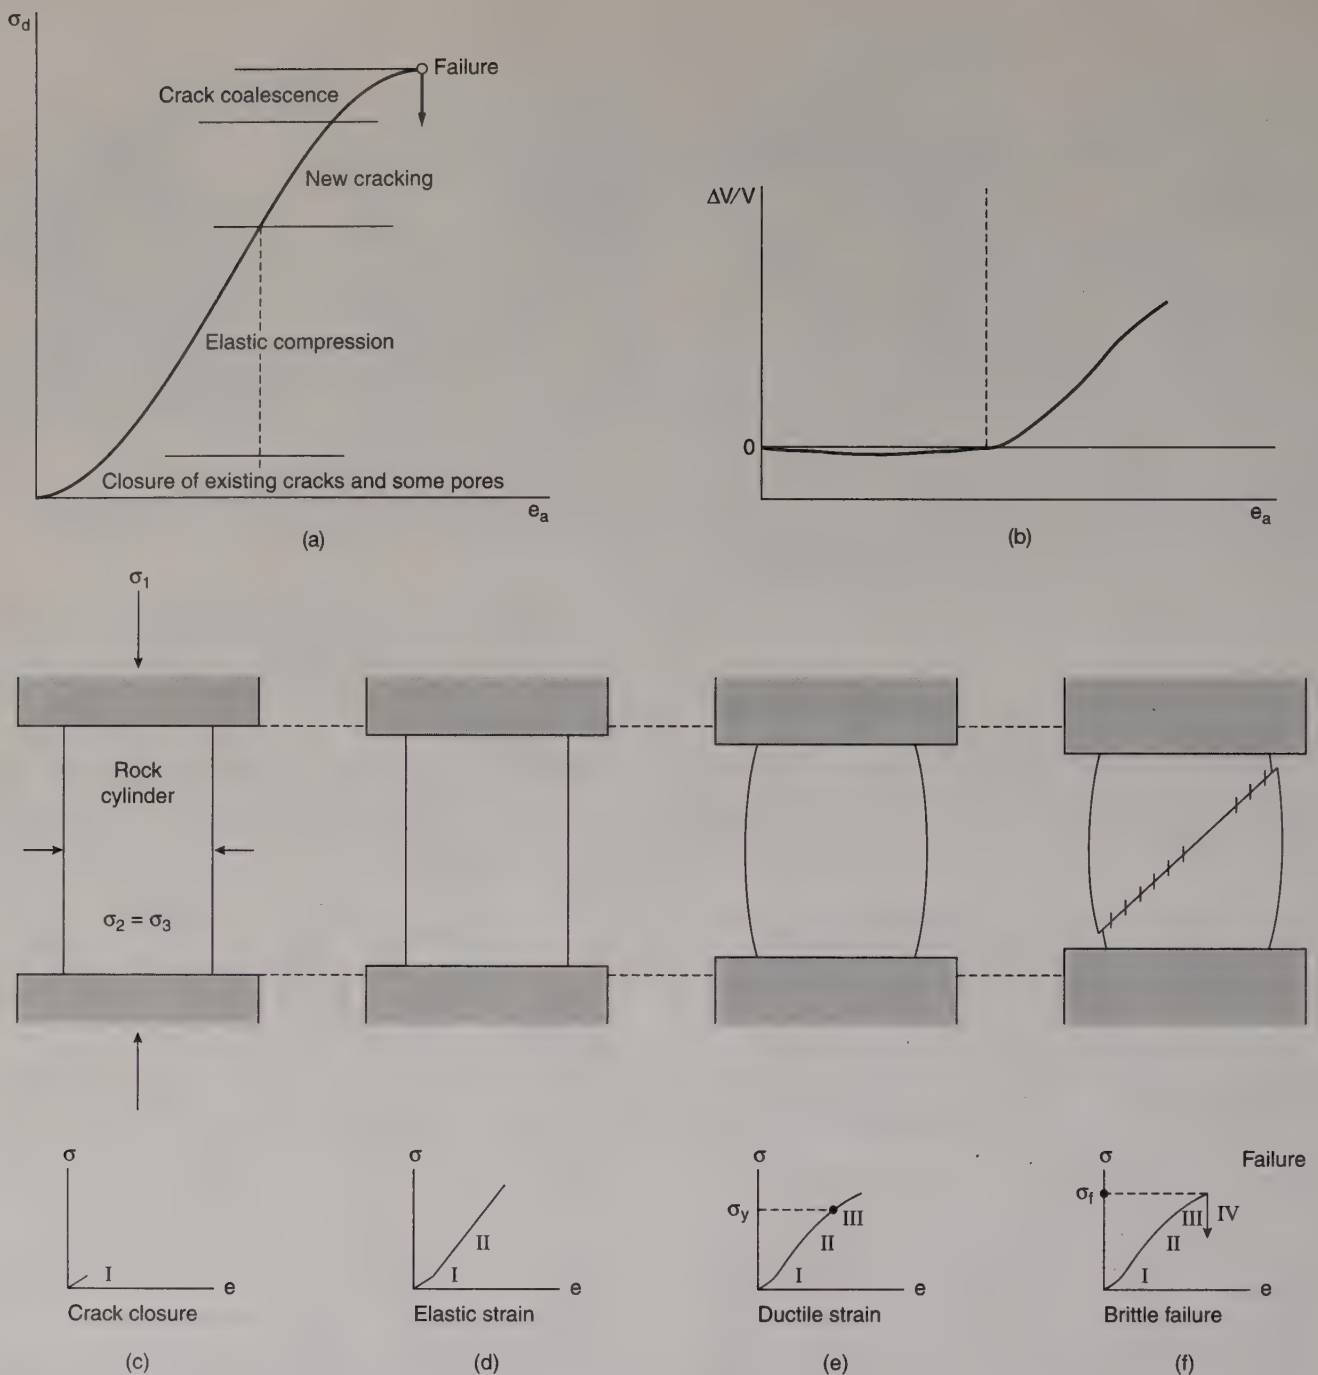 σd
Failure
Crack coalescence
New cracking
Elastic compression
Closure of existing cracks and some pores
ea
(a)
ΔV/V
0
ea
(b)
σ1
Rock
cylinder
σ2 = σ3
σ
I
e
Crack closure
(c)
σ
II
I
e
Elastic strain
(d)
σ
σy
III
II
I
e
Ductile strain
(e)
σ
Failure
σf
III
IV
II
I
e
Brittle failure
(f)